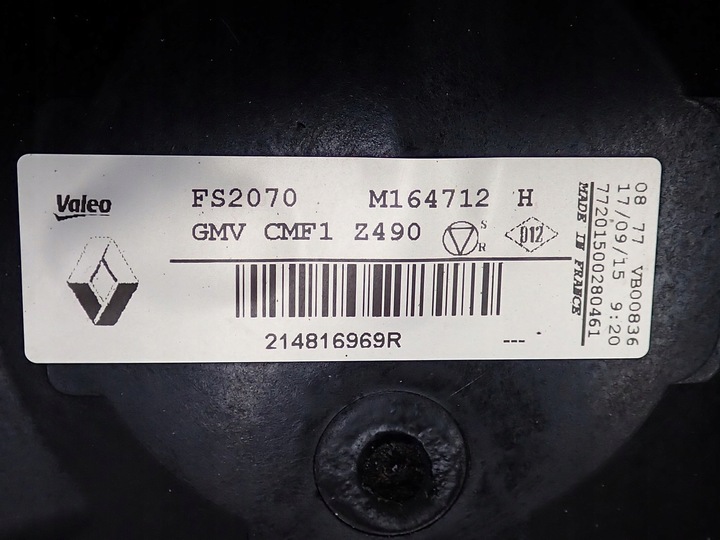 Valeo
FS2070 M164712 H
GMV CMF1 Z490 S R 012
214816969R ---
MADE IN FRANCE
77201500280461
17/09/15 9:20
08 77 VB00836